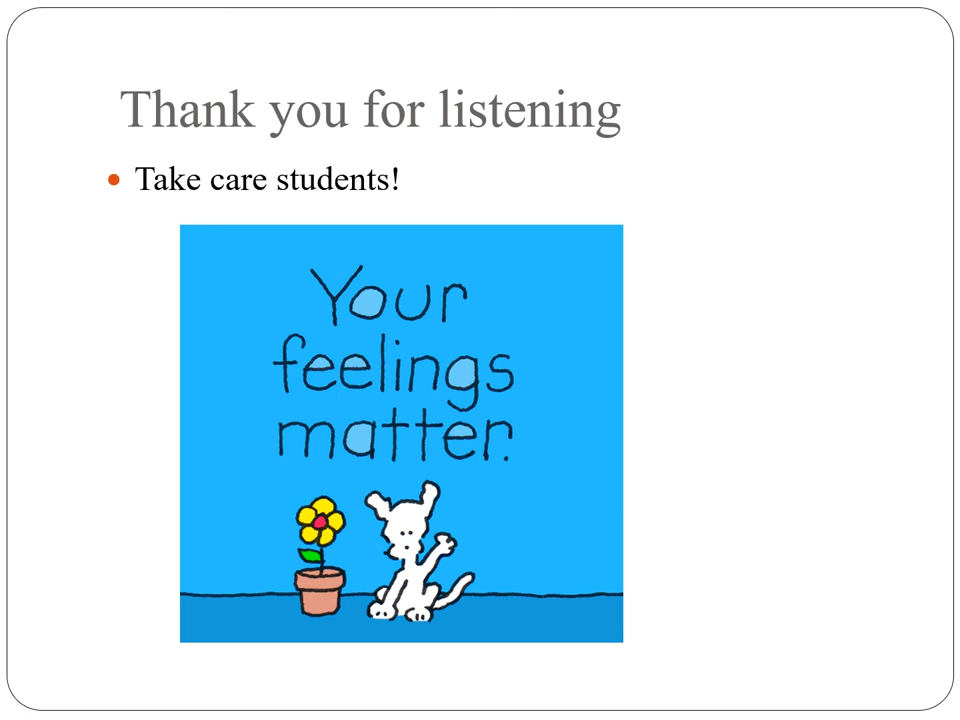 Thank you for listening
Take care students!
Your
feelings
matter.